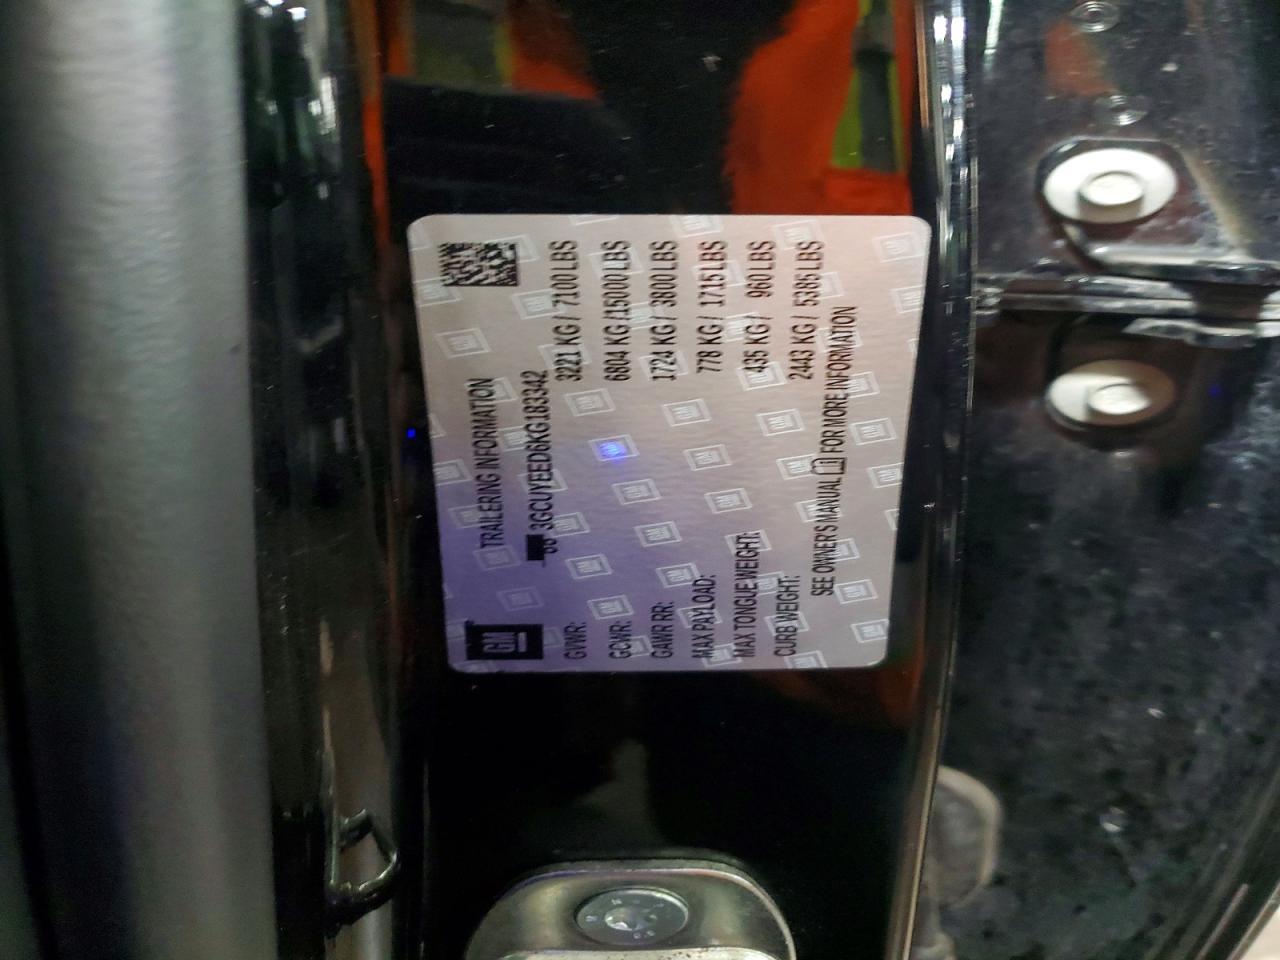 GM
TRAILERING INFORMATION
3GCUYEED6KG183342
GVWR: 3221 KG / 7100 LBS
GCWR: 6804 KG /15000 LBS
GAWR RR: 1724 KG / 3800 LBS
MAX PAYLOAD: 778 KG / 1715 LBS
MAX TONGUE WEIGHT: 435 KG / 960 LBS
CURB WEIGHT: 2443 KG / 5385 LBS
SEE OWNER'S MANUAL FOR MORE INFORMATION